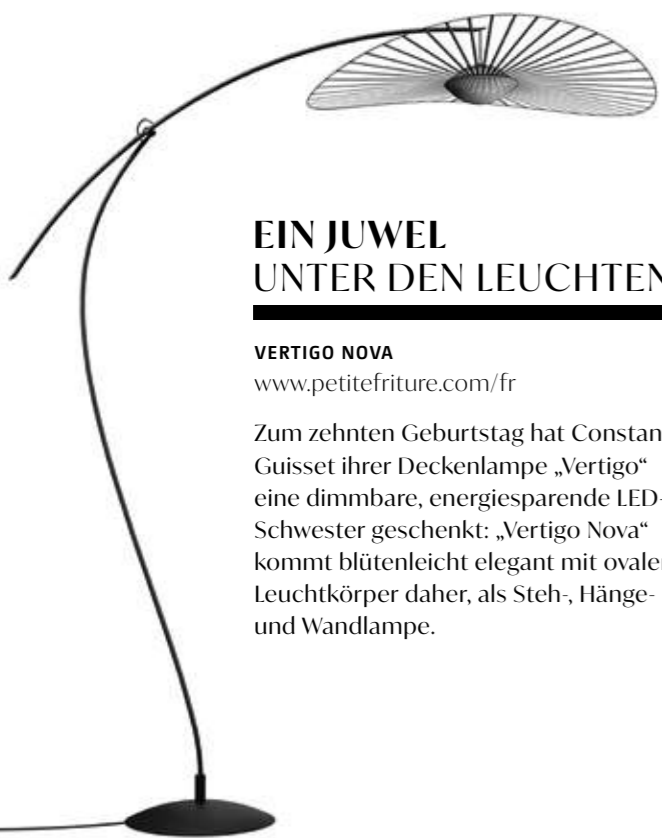 EIN JUWEL
UNTER DEN LEUCHTEN
VERTIGO NOVA
www.petitefriture.com/fr
Zum zehnten Geburtstag hat Constan
Guisset ihrer Deckenlampe „Vertigo“
eine dimmbare, energiesparende LED-
Schwester geschenkt: „Vertigo Nova“
kommt blütenleicht elegant mit ovale
Leuchtkörper daher, als Steh-, Hänge-
und Wandlampe.